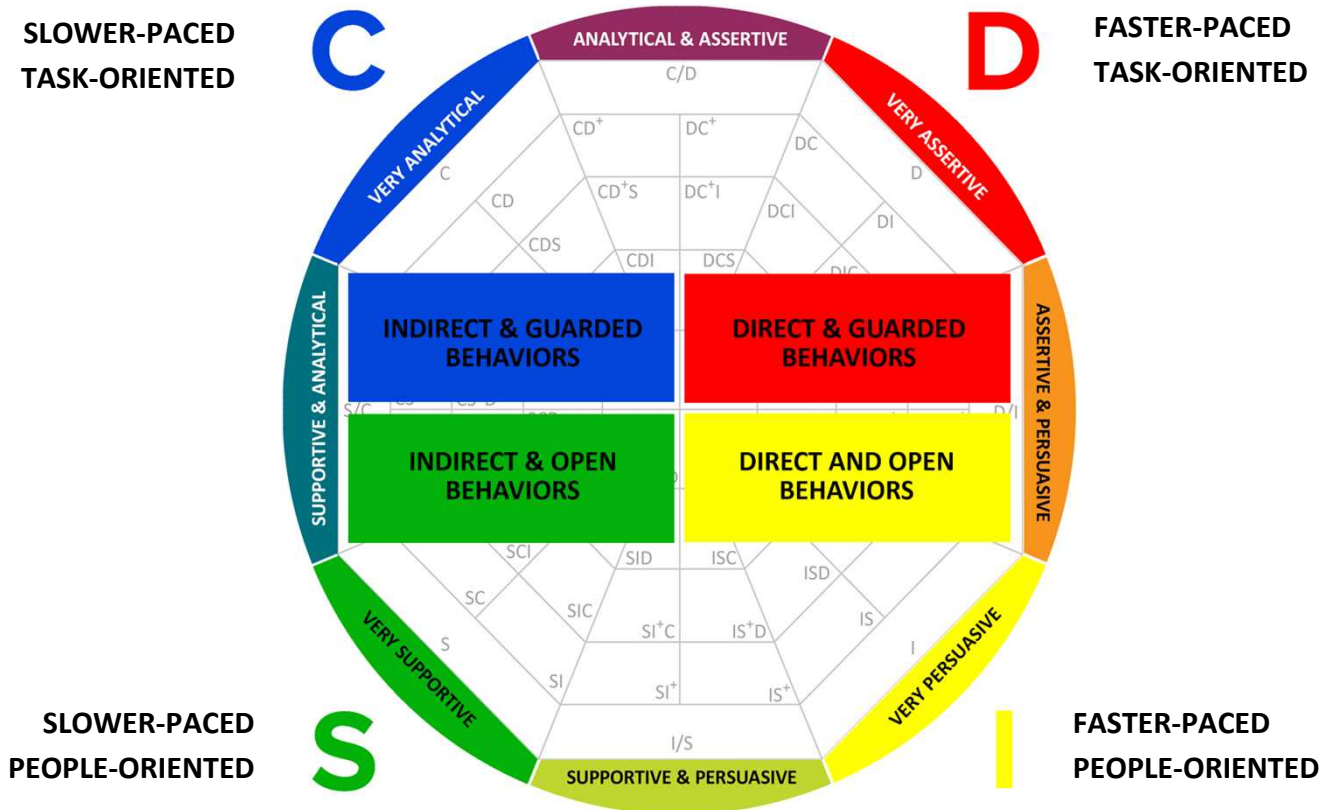 SLOWER-PACED
TASK-ORIENTED
C
ANALYTICAL & ASSERTIVE
D
FASTER-PACED
TASK-ORIENTED
VERY ANALYTICAL
VERY ASSERTIVE
C/D
CD+
DC+
DC
C
D
CD
CD+S
DC+I
DCI
DI
CDS
CDI
DCS
DIC
SUPPORTIVE & ANALYTICAL
INDIRECT & GUARDED
BEHAVIORS
DIRECT & GUARDED
BEHAVIORS
ASSERTIVE & PERSUASIVE
S/C
D/I
INDIRECT & OPEN
BEHAVIORS
DIRECT AND OPEN
BEHAVIORS
SCI
SID
ISC
ISD
SC
SIC
SI+C
IS+D
IS
S
I
SI
SI+
IS+
VERY SUPPORTIVE
VERY PERSUASIVE
I/S
SUPPORTIVE & PERSUASIVE
SLOWER-PACED
PEOPLE-ORIENTED
S
I
FASTER-PACED
PEOPLE-ORIENTED